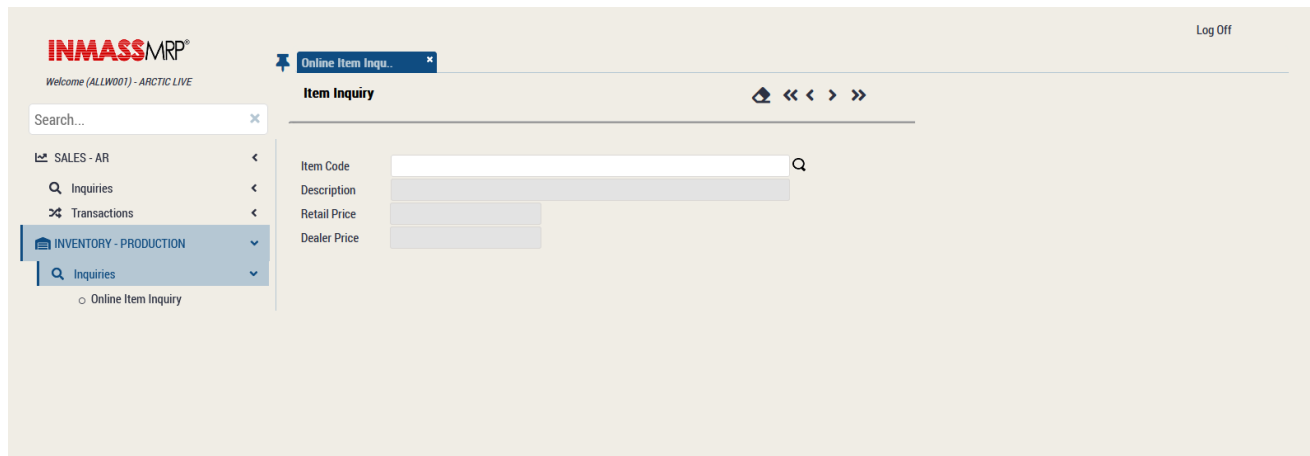 Log Off
INMASSMRP®
Welcome (ALLW001) - ARCTIC LIVE
Online Item Inqu..
Item Inquiry
Search...
SALES - AR
Inquiries
Transactions
INVENTORY - PRODUCTION
Inquiries
Online Item Inquiry
Item Code
Description
Retail Price
Dealer Price